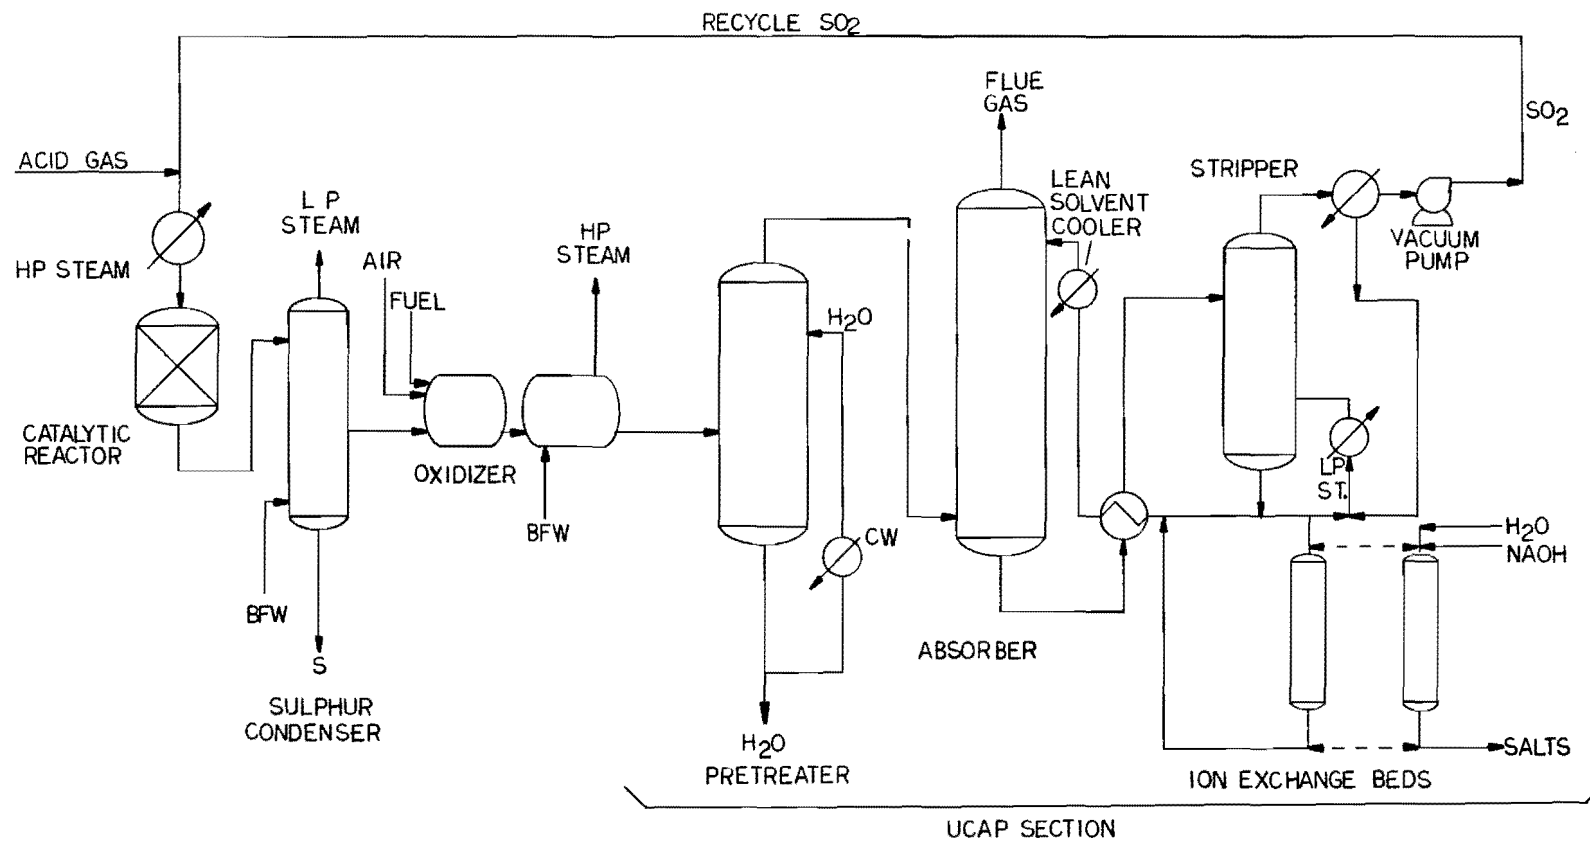 RECYCLE SO2
FLUE
GAS
SO2
ACID GAS
STRIPPER
LEAN
SOLVENT
COOLER
L P
STEAM
HP
STEAM
VACUUM
PUMP
AIR
HP STEAM
FUEL
H2O
CATALYTIC
REACTOR
OXIDIZER
LP
ST.
BFW
CW
H2O
NAOH
BFW
ABSORBER
S
SULPHUR
CONDENSER
H2O
PRETREATER
SALTS
ION EXCHANGE BEDS
UCAP SECTION